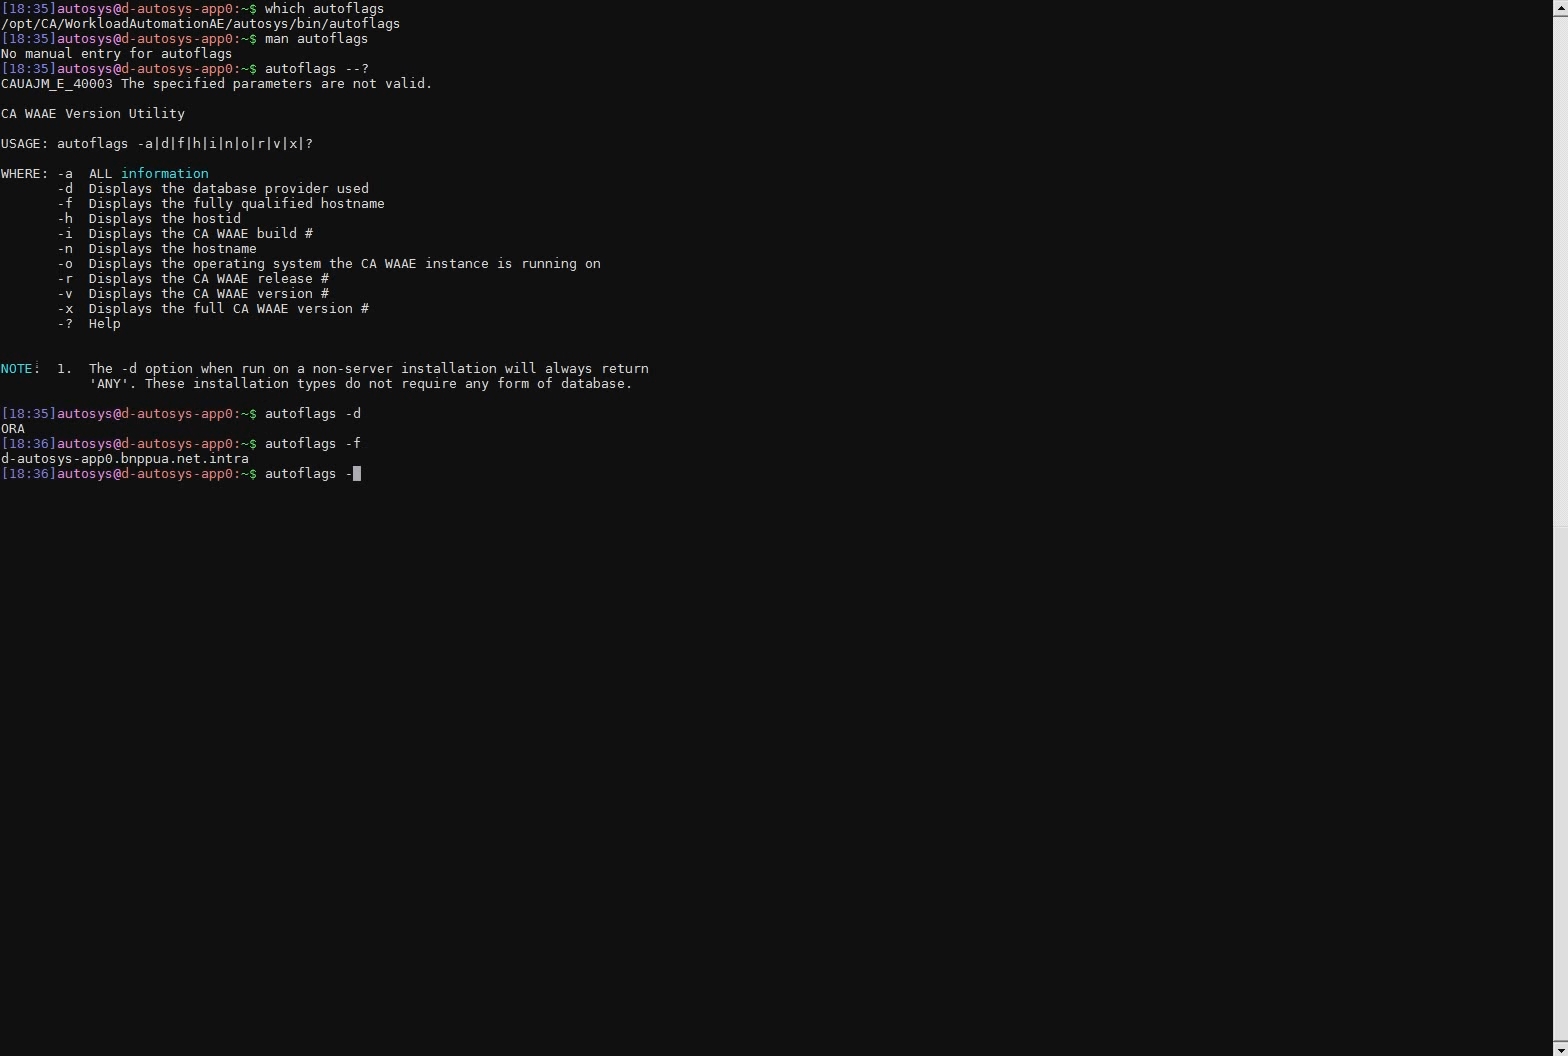 [18:35]autosys@d-autosys-app0:~$ which autoflags
/opt/CA/WorkloadAutomationAE/autosys/bin/autoflags
[18:35]autosys@d-autosys-app0:~$ man autoflags
No manual entry for autoflags
[18:35]autosys@d-autosys-app0:~$ autoflags --?
CAUAJM_E_40003 The specified parameters are not valid.

CA WAAE Version Utility

USAGE: autoflags -a|d|f|h|i|n|o|r|v|x|?

WHERE: -a  ALL information
       -d  Displays the database provider used
       -f  Displays the fully qualified hostname
       -h  Displays the hostid
       -i  Displays the CA WAAE build #
       -n  Displays the hostname
       -o  Displays the operating system the CA WAAE instance is running on
       -r  Displays the CA WAAE release #
       -v  Displays the CA WAAE version #
       -x  Displays the full CA WAAE version #
       -?  Help

NOTE:  1.  The -d option when run on a non-server installation will always return
           'ANY'. These installation types do not require any form of database.

[18:35]autosys@d-autosys-app0:~$ autoflags -d
ORA
[18:36]autosys@d-autosys-app0:~$ autoflags -f
d-autosys-app0.bnppua.net.intra
[18:36]autosys@d-autosys-app0:~$ autoflags -